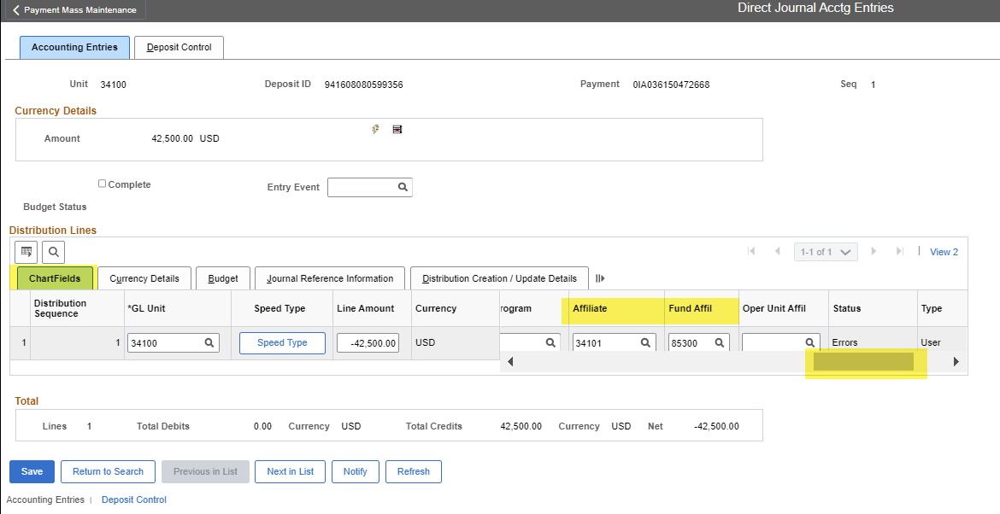 Payment Mass Maintenance
Direct Journal Acctg Entries
Accounting Entries
Deposit Control
Unit 34100 Deposit ID 941608080599356 Payment 0IA036150472668 Seq 1
Currency Details
Amount 42,500.00 USD
Complete
Entry Event
Budget Status
Distribution Lines
1-1 of 1
| View 2
ChartFields
Currency Details
Budget
Journal Reference Information
Distribution Creation / Update Details
Distribution Sequence *GL Unit Speed Type Line Amount Currency rogram Affiliate Fund Affil Oper Unit Affil Status Type
1 1 34100 Speed Type -42,500.00 USD 34101 85300 Errors User
Total
Lines 1 Total Debits 0.00 Currency USD Total Credits 42,500.00 Currency USD Net -42,500.00
Save
Return to Search
Previous in List
Next in List
Notify
Refresh
Accounting Entries | Deposit Control